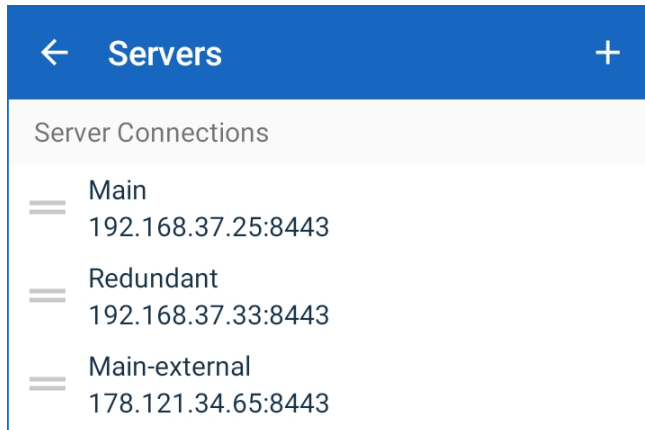 Servers
Server Connections
Main
192.168.37.25:8443
Redundant
192.168.37.33:8443
Main-external
178.121.34.65:8443